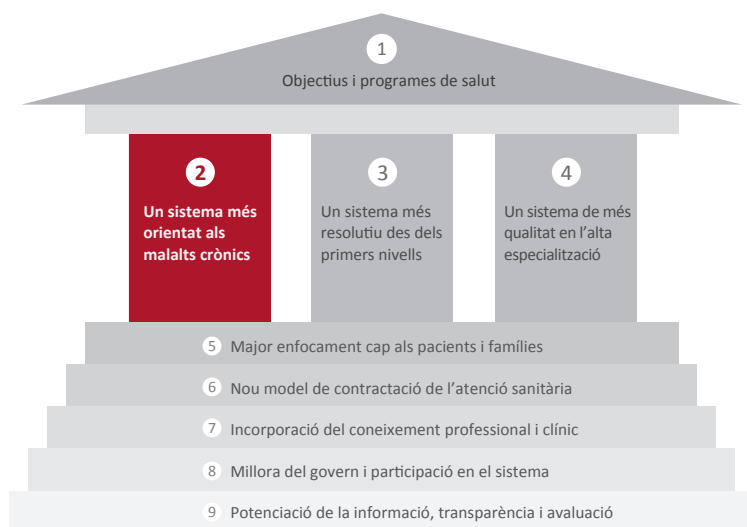 1
Objectius i programes de salut
2
Un sistema més
orientat als
malalts crònics
3
Un sistema més
resolutiu des dels
primers nivells
4
Un sistema de més
qualitat en l’alta
especialització
5 Major enfocament cap als pacients i famílies
6 Nou model de contractació de l’atenció sanitària
7 Incorporació del coneixement professional i clínic
8 Millora del govern i participació en el sistema
9 Potenciació de la informació, transparència i avaluació